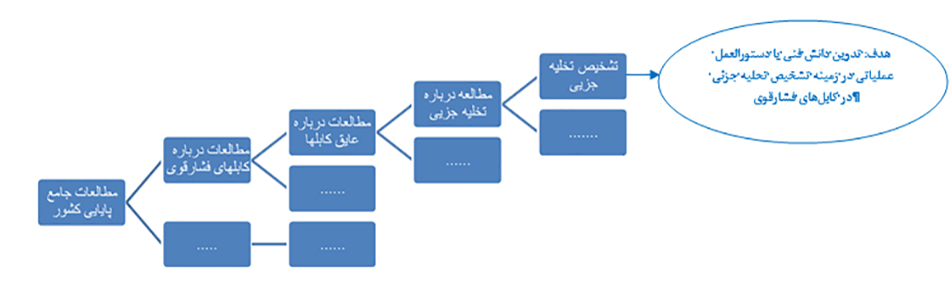 هدف: تدوین دانش فنی یا دستورالعمل
عملیاتی در زمینه تشخیص تخلیه جزئی
در کابل‌های فشارقوی¶
تشخیص تخلیه
جزیی
.......
مطالعه درباره
تخلیه جزیی
......
مطالعات درباره
عایق کابلها
......
......
مطالعات درباره
کابلهای فشارقوی
.....
مطالعات جامع
پایایی کشور